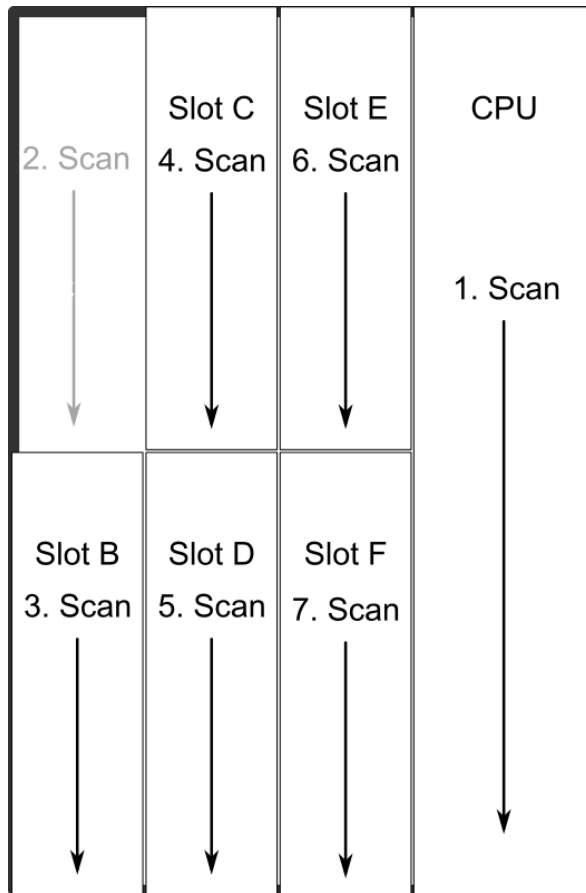 Slot C
Slot E
CPU
2. Scan
4. Scan
6. Scan
1. Scan
Slot B
Slot D
Slot F
3. Scan
5. Scan
7. Scan